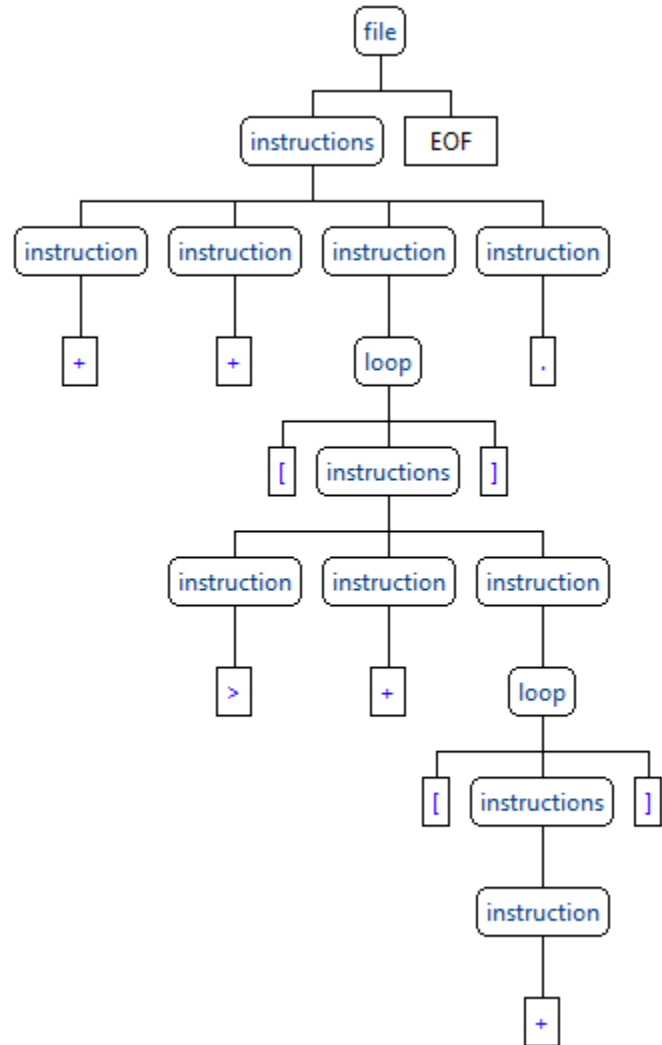 file
instructions EOF
instruction instruction instruction instruction
+ + loop .
[ instructions ]
instruction instruction instruction
> + loop
[ instructions ]
instruction
+